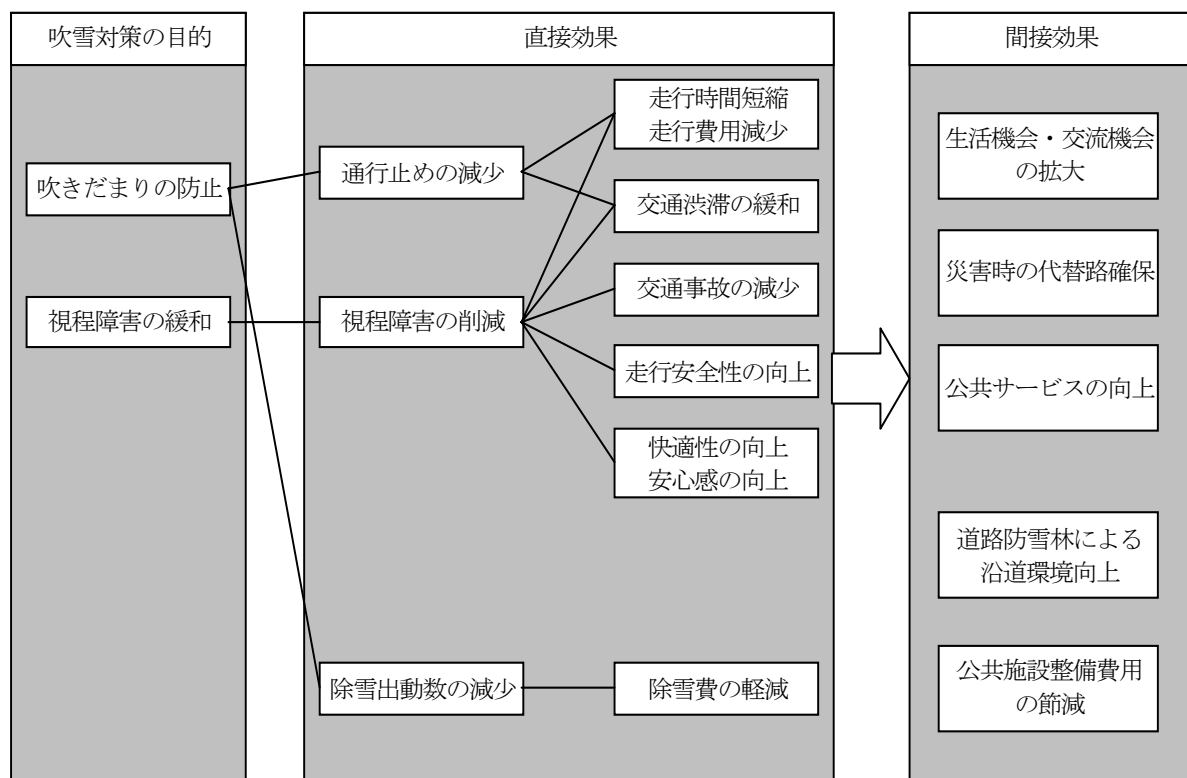 吹雪対策の目的
直接効果
間接効果
吹きだまりの防止
視程障害の緩和
通行止めの減少
視程障害の削減
除雪出動数の減少
走行時間短縮
走行費用減少
交通渋滞の緩和
交通事故の減少
走行安全性の向上
快適性の向上
安心感の向上
除雪費の軽減
生活機会・交流機会
の拡大
災害時の代替路確保
公共サービスの向上
道路防雪林による
沿道環境向上
公共施設整備費用
の節減